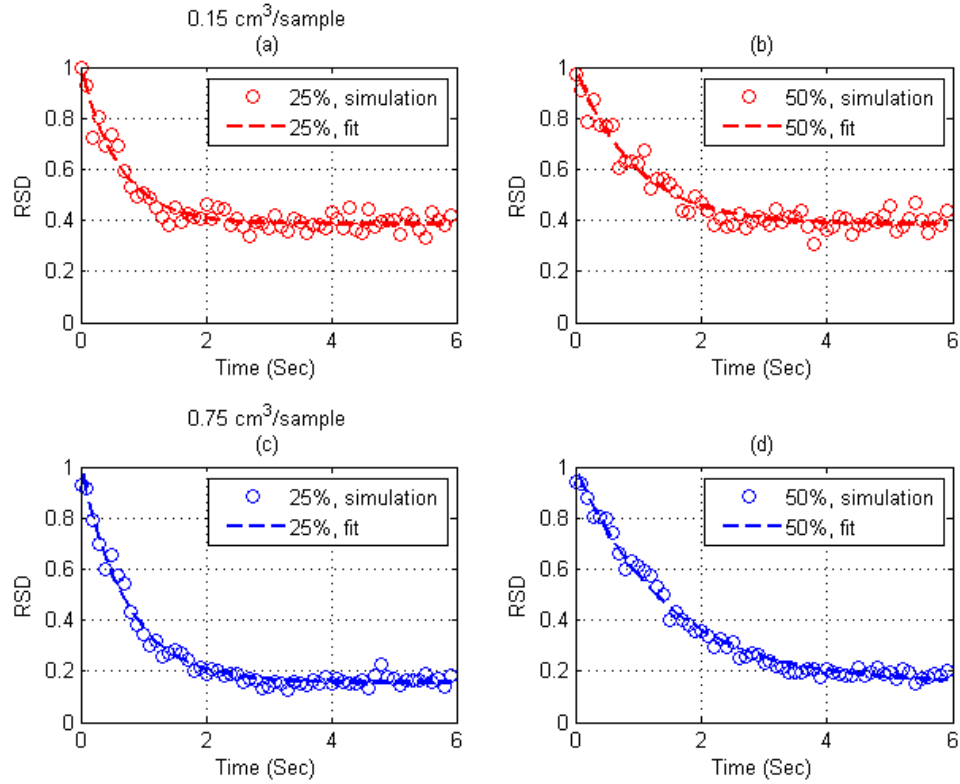 0.15 cm³/sample
(a)
(b)
25%, simulation
25%, fit
50%, simulation
50%, fit
RSD
1
0.8
0.6
0.4
0.2
0
0 2 4 6
Time (Sec)
RSD
1
0.8
0.6
0.4
0.2
0
0 2 4 6
Time (Sec)
0.75 cm³/sample
(c)
(d)
25%, simulation
25%, fit
50%, simulation
50%, fit
RSD
1
0.8
0.6
0.4
0.2
0
0 2 4 6
Time (Sec)
RSD
1
0.8
0.6
0.4
0.2
0
0 2 4 6
Time (Sec)